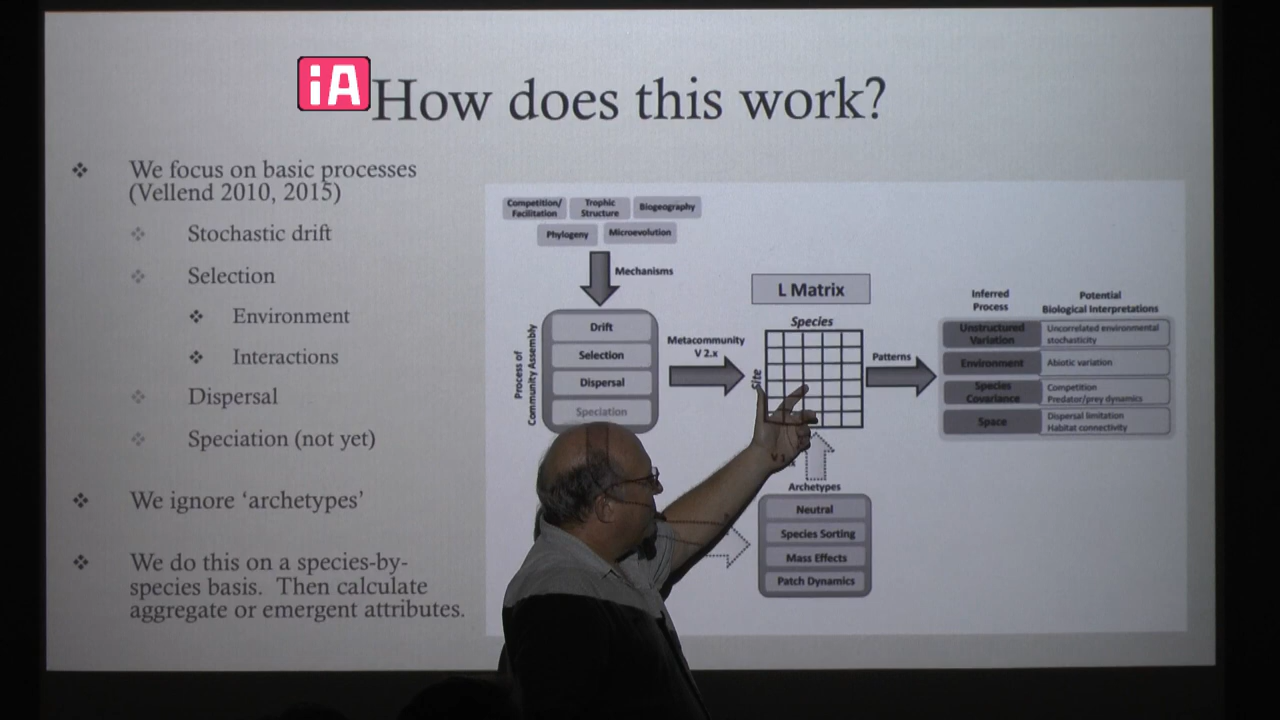 iA
How does this work?
We focus on basic processes
(Vellend 2010, 2015)
Stochastic drift
Selection
Environment
Interactions
Dispersal
Speciation (not yet)
We ignore ‘archetypes’
We do this on a species-by-
species basis. Then calculate
aggregate or emergent attributes.
Competition/
Facilitation
Trophic
Structure
Biogeography
Phylogeny
Microevolution
Mechanisms
Process of
Community Assembly
Drift
Selection
Dispersal
Speciation
Metacommunity
V 2.x
L Matrix
Species
Site
Patterns
Archetypes
Neutral
Species Sorting
Mass Effects
Patch Dynamics
Inferred
Process
Potential
Biological Interpretations
Unstructured
Variation
Uncorrelated environmental
stochasticity
Environment
Abiotic variation
Species
Covariance
Competition
Predator/prey dynamics
Space
Dispersal limitation
Habitat connectivity